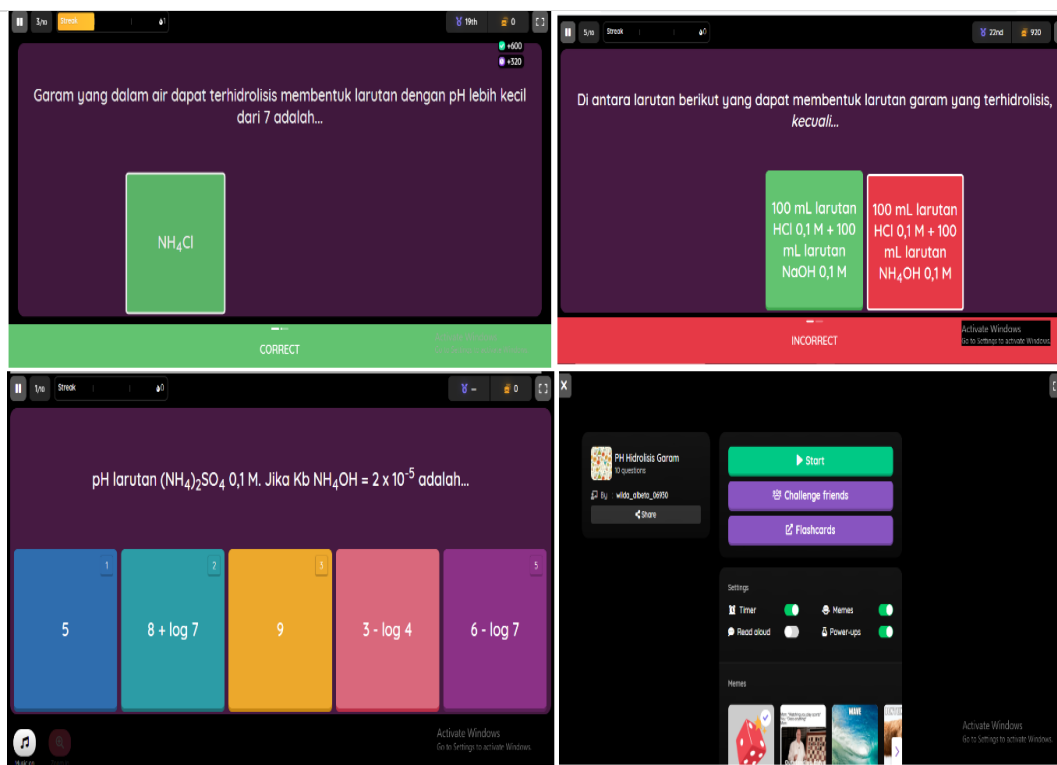 3/10
Streak
1
19th
0
+600
+320
Garam yang dalam air dapat terhidrolisis membentuk larutan dengan pH lebih kecil
dari 7 adalah...
NH₄Cl
CORRECT
5/10
Streak
0
22nd
920
Di antara larutan berikut yang dapat membentuk larutan garam yang terhidrolisis,
kecuali...
100 mL larutan
HCl 0,1 M + 100
mL larutan
NaOH 0,1 M
100 mL larutan
HCl 0,1 M + 100
mL larutan
NH₄OH 0,1 M
INCORRECT
Activate Windows
Go to Settings to activate Windows.
1/10
Streak
0
–
0
pH larutan (NH₄)₂SO₄ 0,1 M. Jika Kb NH₄OH = 2 x 10⁻⁵ adalah...
1
5
2
8 + log 7
3
9
3 - log 4
5
6 - log 7
Music on
Activate Windows
Go to Settings to activate Windows.
PH Hidrolisis Garam
10 questions
By : wilda_albeta_06930
Share
Start
Challenge friends
Flashcards
Settings
Timer
Memes
Read aloud
Power-ups
Memes
WAVE
Activate Windows
Go to Settings to activate Windows.